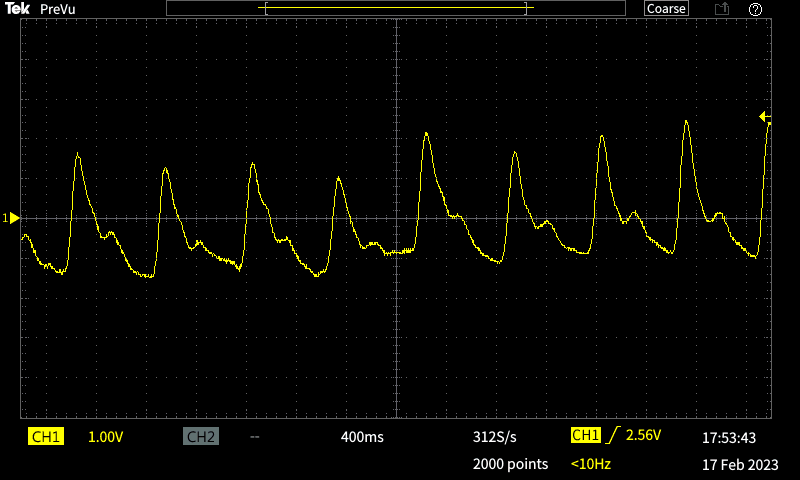 Tek PreVu
Coarse
?
1
CH1 1.00V CH2 -- 400ms 312S/s CH1 2.56V 17:53:43
2000 points <10Hz 17 Feb 2023